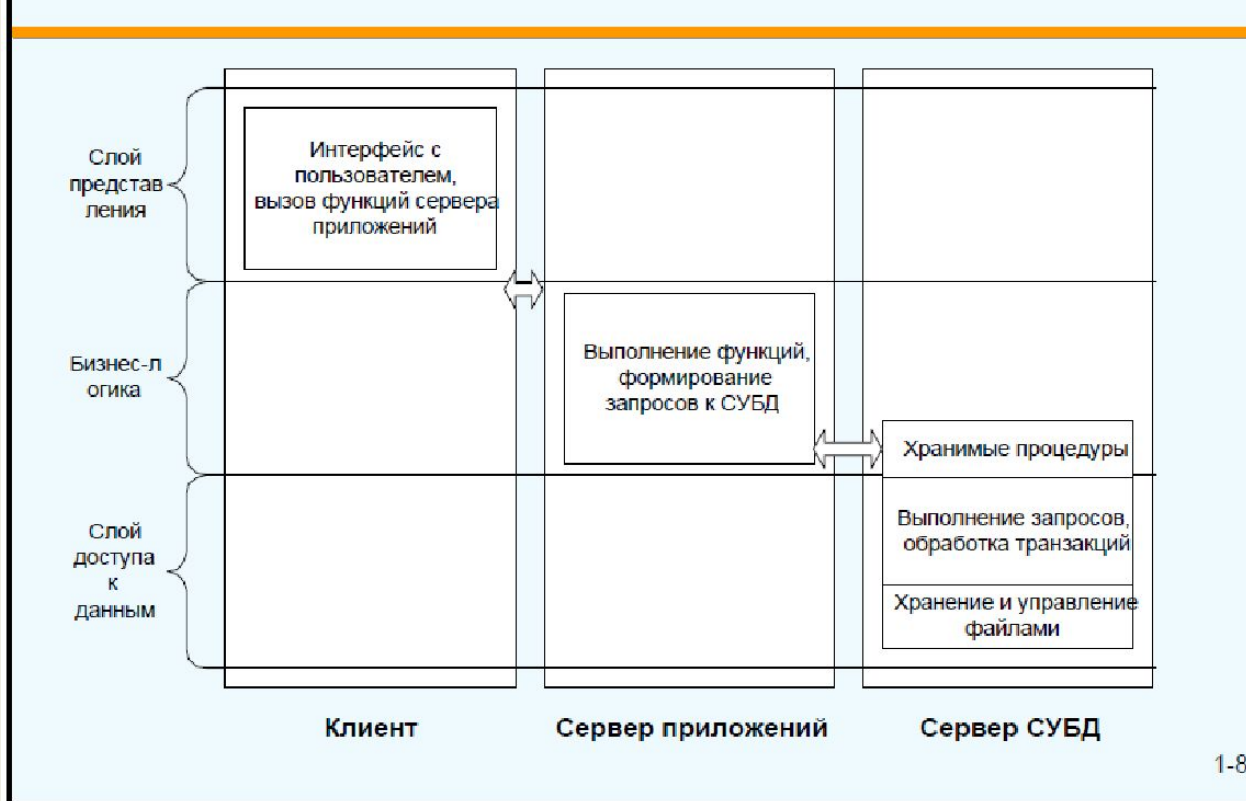 Слой
представ
ления
Интерфейс с
пользователем,
вызов функций сервера
приложений
Бизнес-л
огика
Выполнение функций,
формирование
запросов к СУБД
Хранимые процедуры
Слой
доступа
к
данным
Выполнение запросов,
обработка транзакций
Хранение и управление
файлами
Клиент
Сервер приложений
Сервер СУБД
1-8